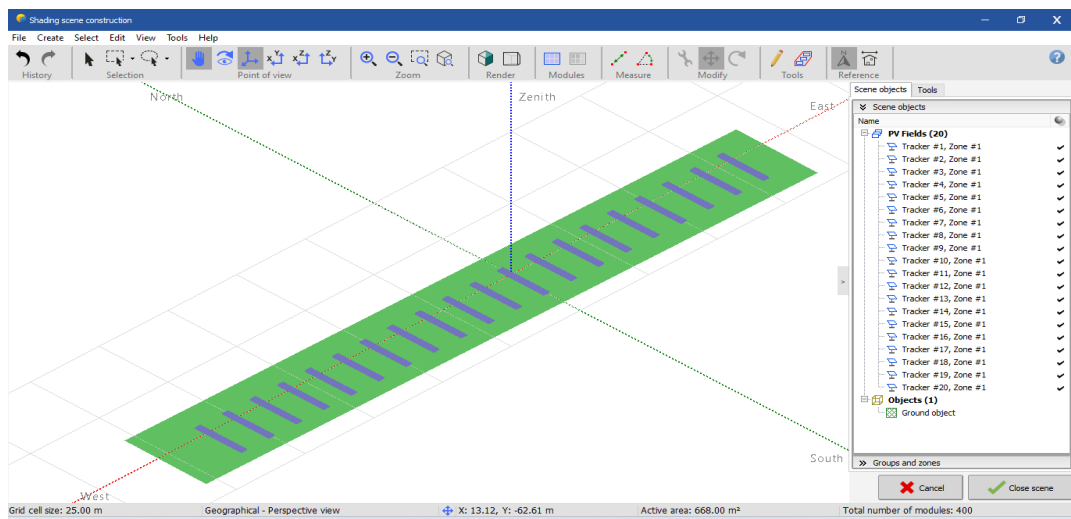 Shading scene construction
File Create Select Edit View Tools Help
History Selection Point of view Zoom Render Modules Measure Modify Tools Reference
North
Zenith
East
South
West
Scene objects Tools
Scene objects
Name
PV Fields (20)
Tracker #1, Zone #1
Tracker #2, Zone #1
Tracker #3, Zone #1
Tracker #4, Zone #1
Tracker #5, Zone #1
Tracker #6, Zone #1
Tracker #7, Zone #1
Tracker #8, Zone #1
Tracker #9, Zone #1
Tracker #10, Zone #1
Tracker #11, Zone #1
Tracker #12, Zone #1
Tracker #13, Zone #1
Tracker #14, Zone #1
Tracker #15, Zone #1
Tracker #16, Zone #1
Tracker #17, Zone #1
Tracker #18, Zone #1
Tracker #19, Zone #1
Tracker #20, Zone #1
Objects (1)
Ground object
Groups and zones
Cancel Close scene
Grid cell size: 25.00 m Geographical - Perspective view X: 13.12, Y: -62.61 m Active area: 668.00 m² Total number of modules: 400